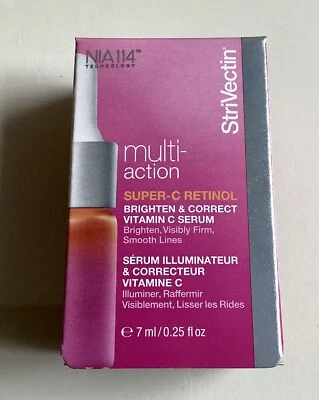 NIA114™
TECHNOLOGY
StriVectin®
multi-
action
SUPER-C RETINOL
BRIGHTEN & CORRECT
VITAMIN C SERUM
Brighten, Visibly Firm,
Smooth Lines
SÉRUM ILLUMINATEUR
& CORRECTEUR
VITAMINE C
Illuminer, Raffermir
Visiblement, Lisser les Rides
℮ 7 ml/0.25 fl oz